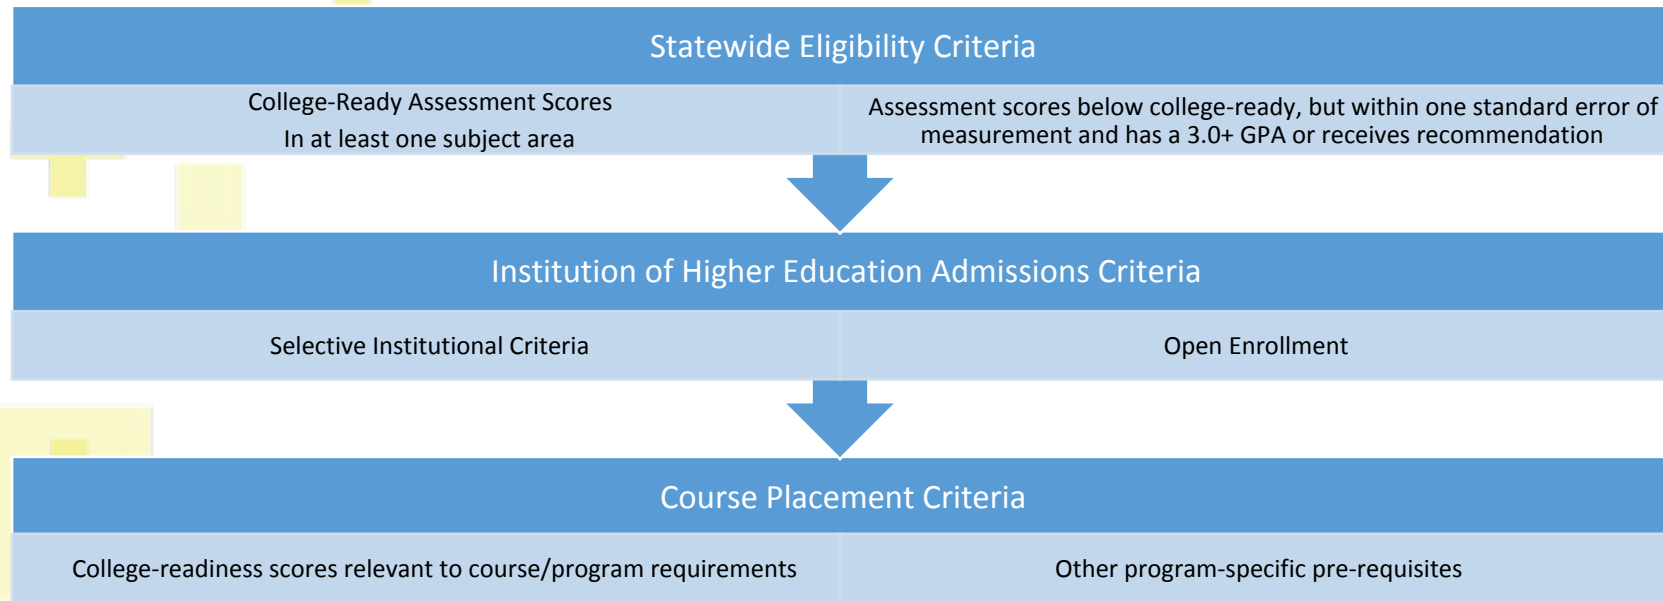 Statewide Eligibility Criteria
College-Ready Assessment Scores
In at least one subject area
Assessment scores below college-ready, but within one standard error of
measurement and has a 3.0+ GPA or receives recommendation
Institution of Higher Education Admissions Criteria
Selective Institutional Criteria
Open Enrollment
Course Placement Criteria
College-readiness scores relevant to course/program requirements
Other program-specific pre-requisites